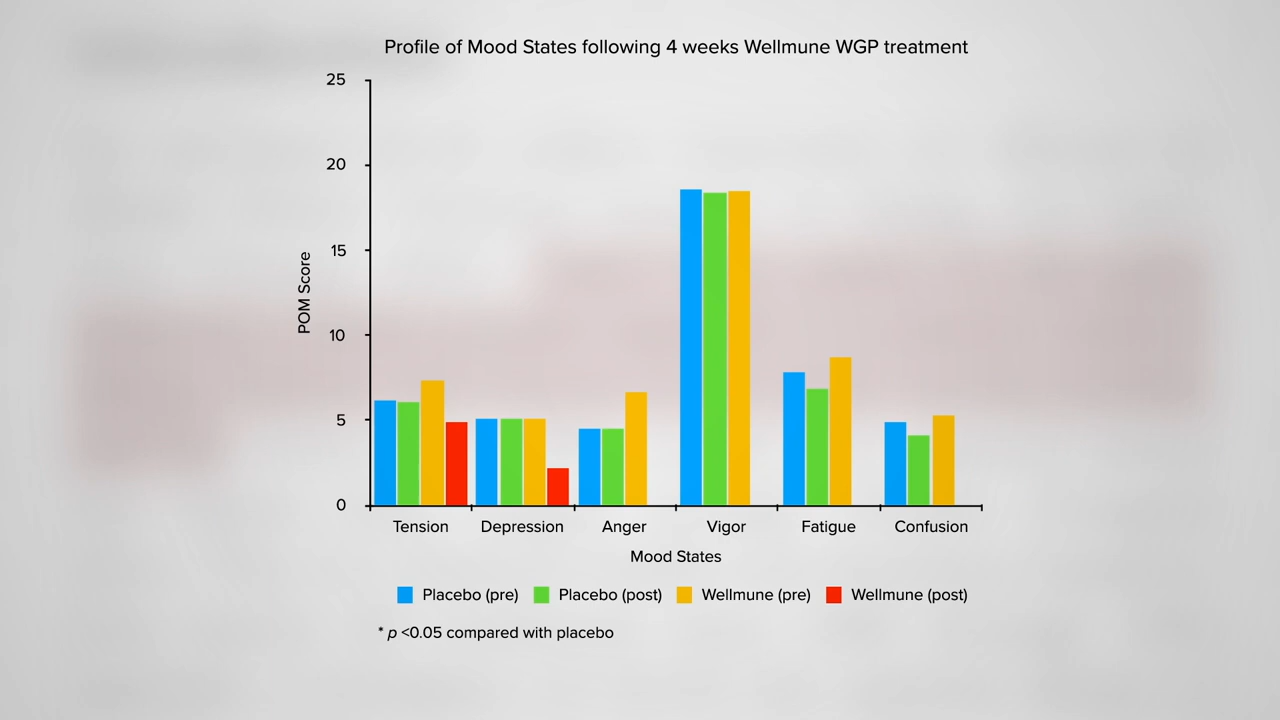 Profile of Mood States following 4 weeks Wellmune WGP treatment
25
20
15
10
5
0
POM Score
Tension Depression Anger Vigor Fatigue Confusion
Mood States
Placebo (pre) Placebo (post) Wellmune (pre) Wellmune (post)
* p <0.05 compared with placebo